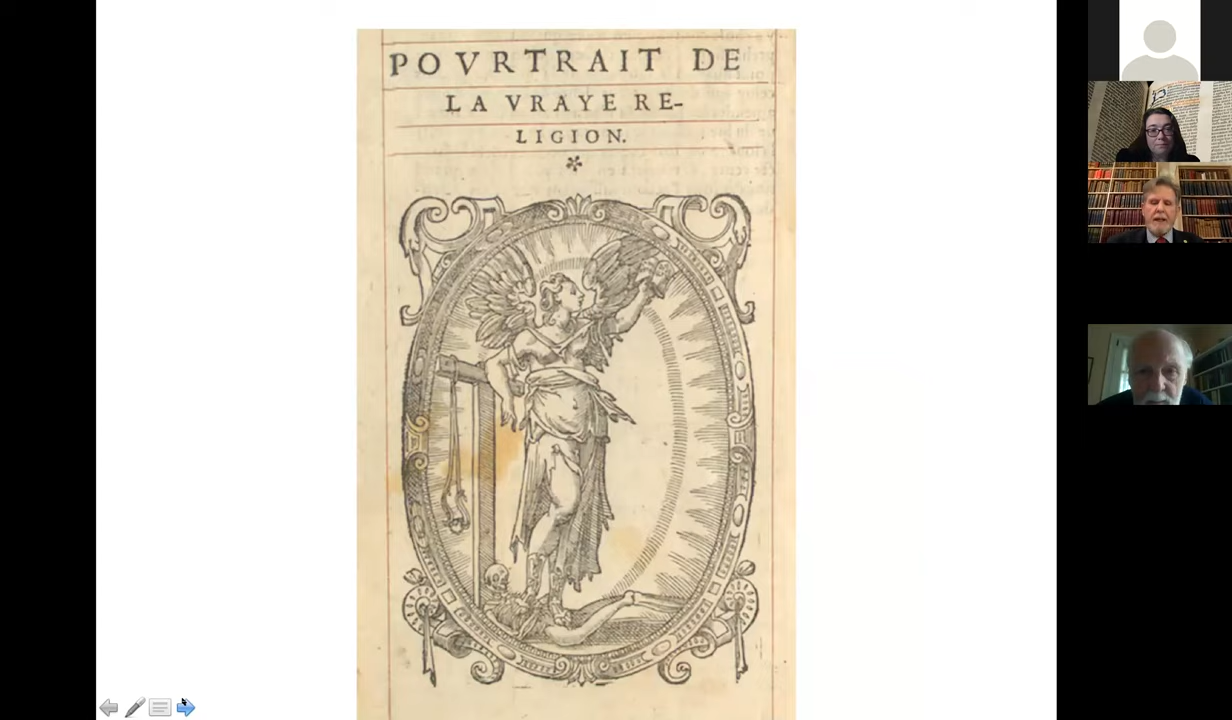 POVRTRAIT DE
LA VRAYE RE-
LIGION.
*